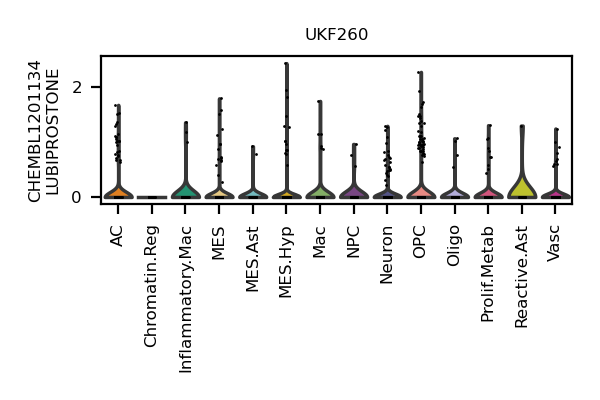 UKF260
CHEMBL1201134
LUBIPROSTONE
2
0
AC
Chromatin.Reg
Inflammatory.Mac
MES
MES.Ast
MES.Hyp
Mac
NPC
Neuron
OPC
Oligo
Prolif.Metab
Reactive.Ast
Vasc